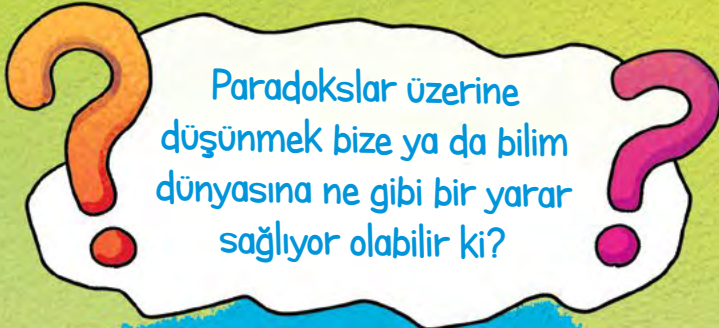 Paradokslar üzerine
düşünmek bize ya da bilim
dünyasına ne gibi bir yarar
sağlıyor olabilir ki?